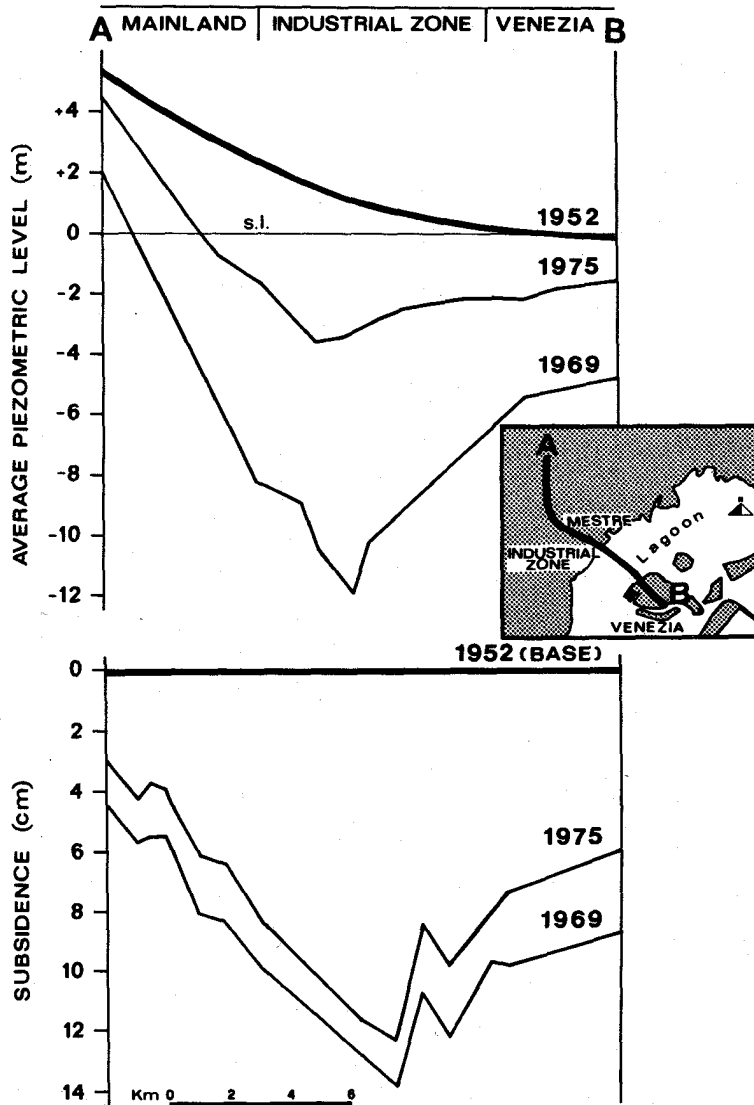 A MAINLAND INDUSTRIAL ZONE VENEZIA B
AVERAGE PIEZOMETRIC LEVEL (m)
+4
+2
0
-2
-4
-6
-8
-10
-12
s.l.
1952
1975
1969
A
MESTRE
INDUSTRIAL
ZONE
Lagoon
B
VENEZIA
1952 (BASE)
SUBSIDENCE (cm)
0
2
4
6
8
10
12
14
1975
1969
Km 0 2 4 6